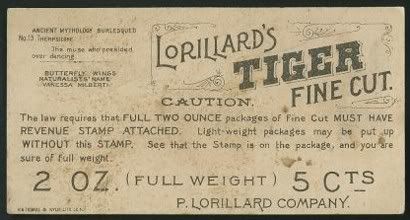 ANCIENT MYTHOLOGY BURLESQUED
No. 13. THERPSICORE.
The muse who presided
over dancing.
BUTTERFLY WINGS
NATURALISTS' NAME
VANESSA MILBERTI
LORILLARD'S
TIGER
FINE CUT.
CAUTION.
The law requires that FULL TWO OUNCE packages of Fine Cut MUST HAVE
REVENUE STAMP ATTACHED. Light-weight packages may be put up
WITHOUT this STAMP. See that the Stamp is on the package, and you are
sure of full weight.
2 OZ. (FULL WEIGHT) 5 CTS
P. LORILLARD COMPANY.